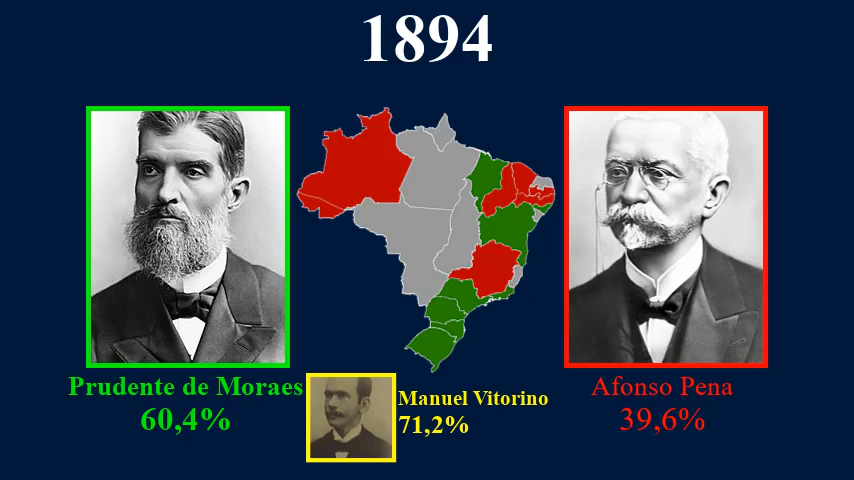 1894
Prudente de Moraes
60,4%
Manuel Vitorino
71,2%
Afonso Pena
39,6%